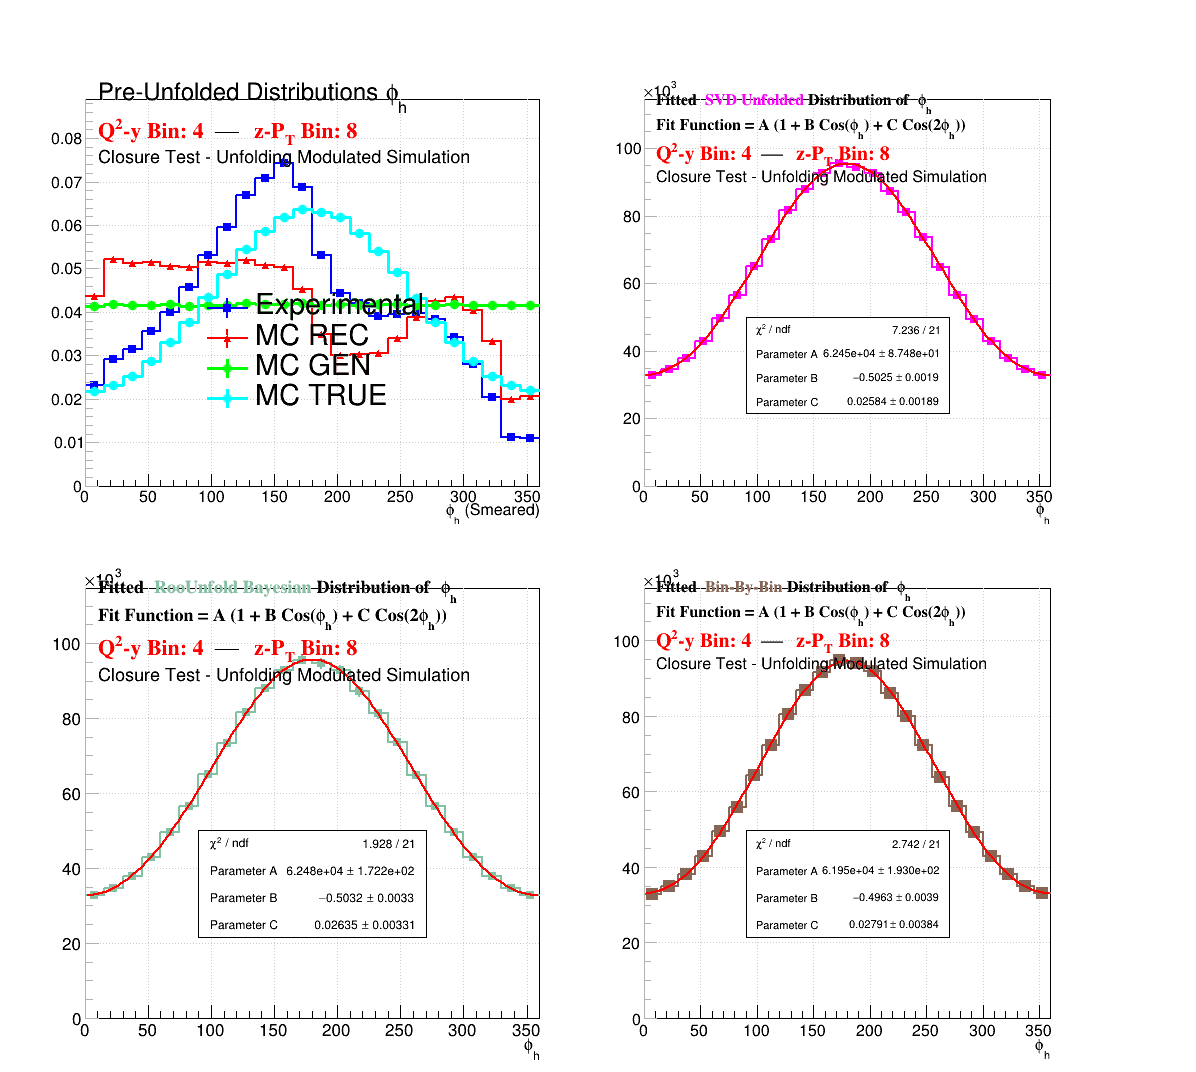 Pre-Unfolded Distributions ϕh
Q²-y Bin: 4 — z-PT Bin: 8
Closure Test - Unfolding Modulated Simulation
0.08
0.07
0.06
0.05
0.04
0.03
0.02
0.01
0
Experimental
MC REC
MC GEN
MC TRUE
0 50 100 150 200 250 300 350
ϕh (Smeared)
×10³
Fitted SVD Unfolded Distribution of ϕh
Fit Function = A (1 + B Cos(ϕh) + C Cos(2ϕh))
Q²-y Bin: 4 — z-PT Bin: 8
Closure Test - Unfolding Modulated Simulation
100
80
60
40
20
0
χ² / ndf 7.236 / 21
Parameter A 6.245e+04 ± 8.748e+01
Parameter B −0.5025 ± 0.0019
Parameter C 0.02584 ± 0.00189
0 50 100 150 200 250 300 350
ϕh
×10³
Fitted RooUnfold Bayesian Distribution of ϕh
Fit Function = A (1 + B Cos(ϕh) + C Cos(2ϕh))
Q²-y Bin: 4 — z-PT Bin: 8
Closure Test - Unfolding Modulated Simulation
100
80
60
40
20
0
χ² / ndf 1.928 / 21
Parameter A 6.248e+04 ± 1.722e+02
Parameter B −0.5032 ± 0.0033
Parameter C 0.02635 ± 0.00331
0 50 100 150 200 250 300 350
ϕh
×10³
Fitted Bin-By-Bin Distribution of ϕh
Fit Function = A (1 + B Cos(ϕh) + C Cos(2ϕh))
Q²-y Bin: 4 — z-PT Bin: 8
Closure Test - Unfolding Modulated Simulation
100
80
60
40
20
0
χ² / ndf 2.742 / 21
Parameter A 6.195e+04 ± 1.930e+02
Parameter B −0.4963 ± 0.0039
Parameter C 0.02791 ± 0.00384
0 50 100 150 200 250 300 350
ϕh